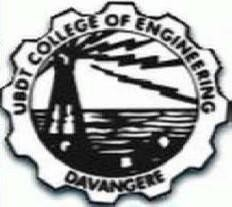 UBDT COLLEGE OF ENGINEERING
DAVANGERE